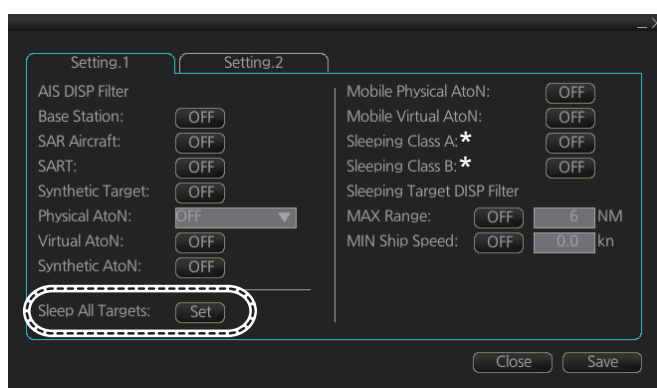 Setting.1 Setting.2
AIS DISP Filter
Base Station: OFF
SAR Aircraft: OFF
SART: OFF
Synthetic Target: OFF
Physical AtoN: OFF
Virtual AtoN: OFF
Synthetic AtoN: OFF
Sleep All Targets: Set
Mobile Physical AtoN: OFF
Mobile Virtual AtoN: OFF
Sleeping Class A:* OFF
Sleeping Class B:* OFF
Sleeping Target DISP Filter
MAX Range: OFF 6 NM
MIN Ship Speed: OFF 0.0 kn
Close Save